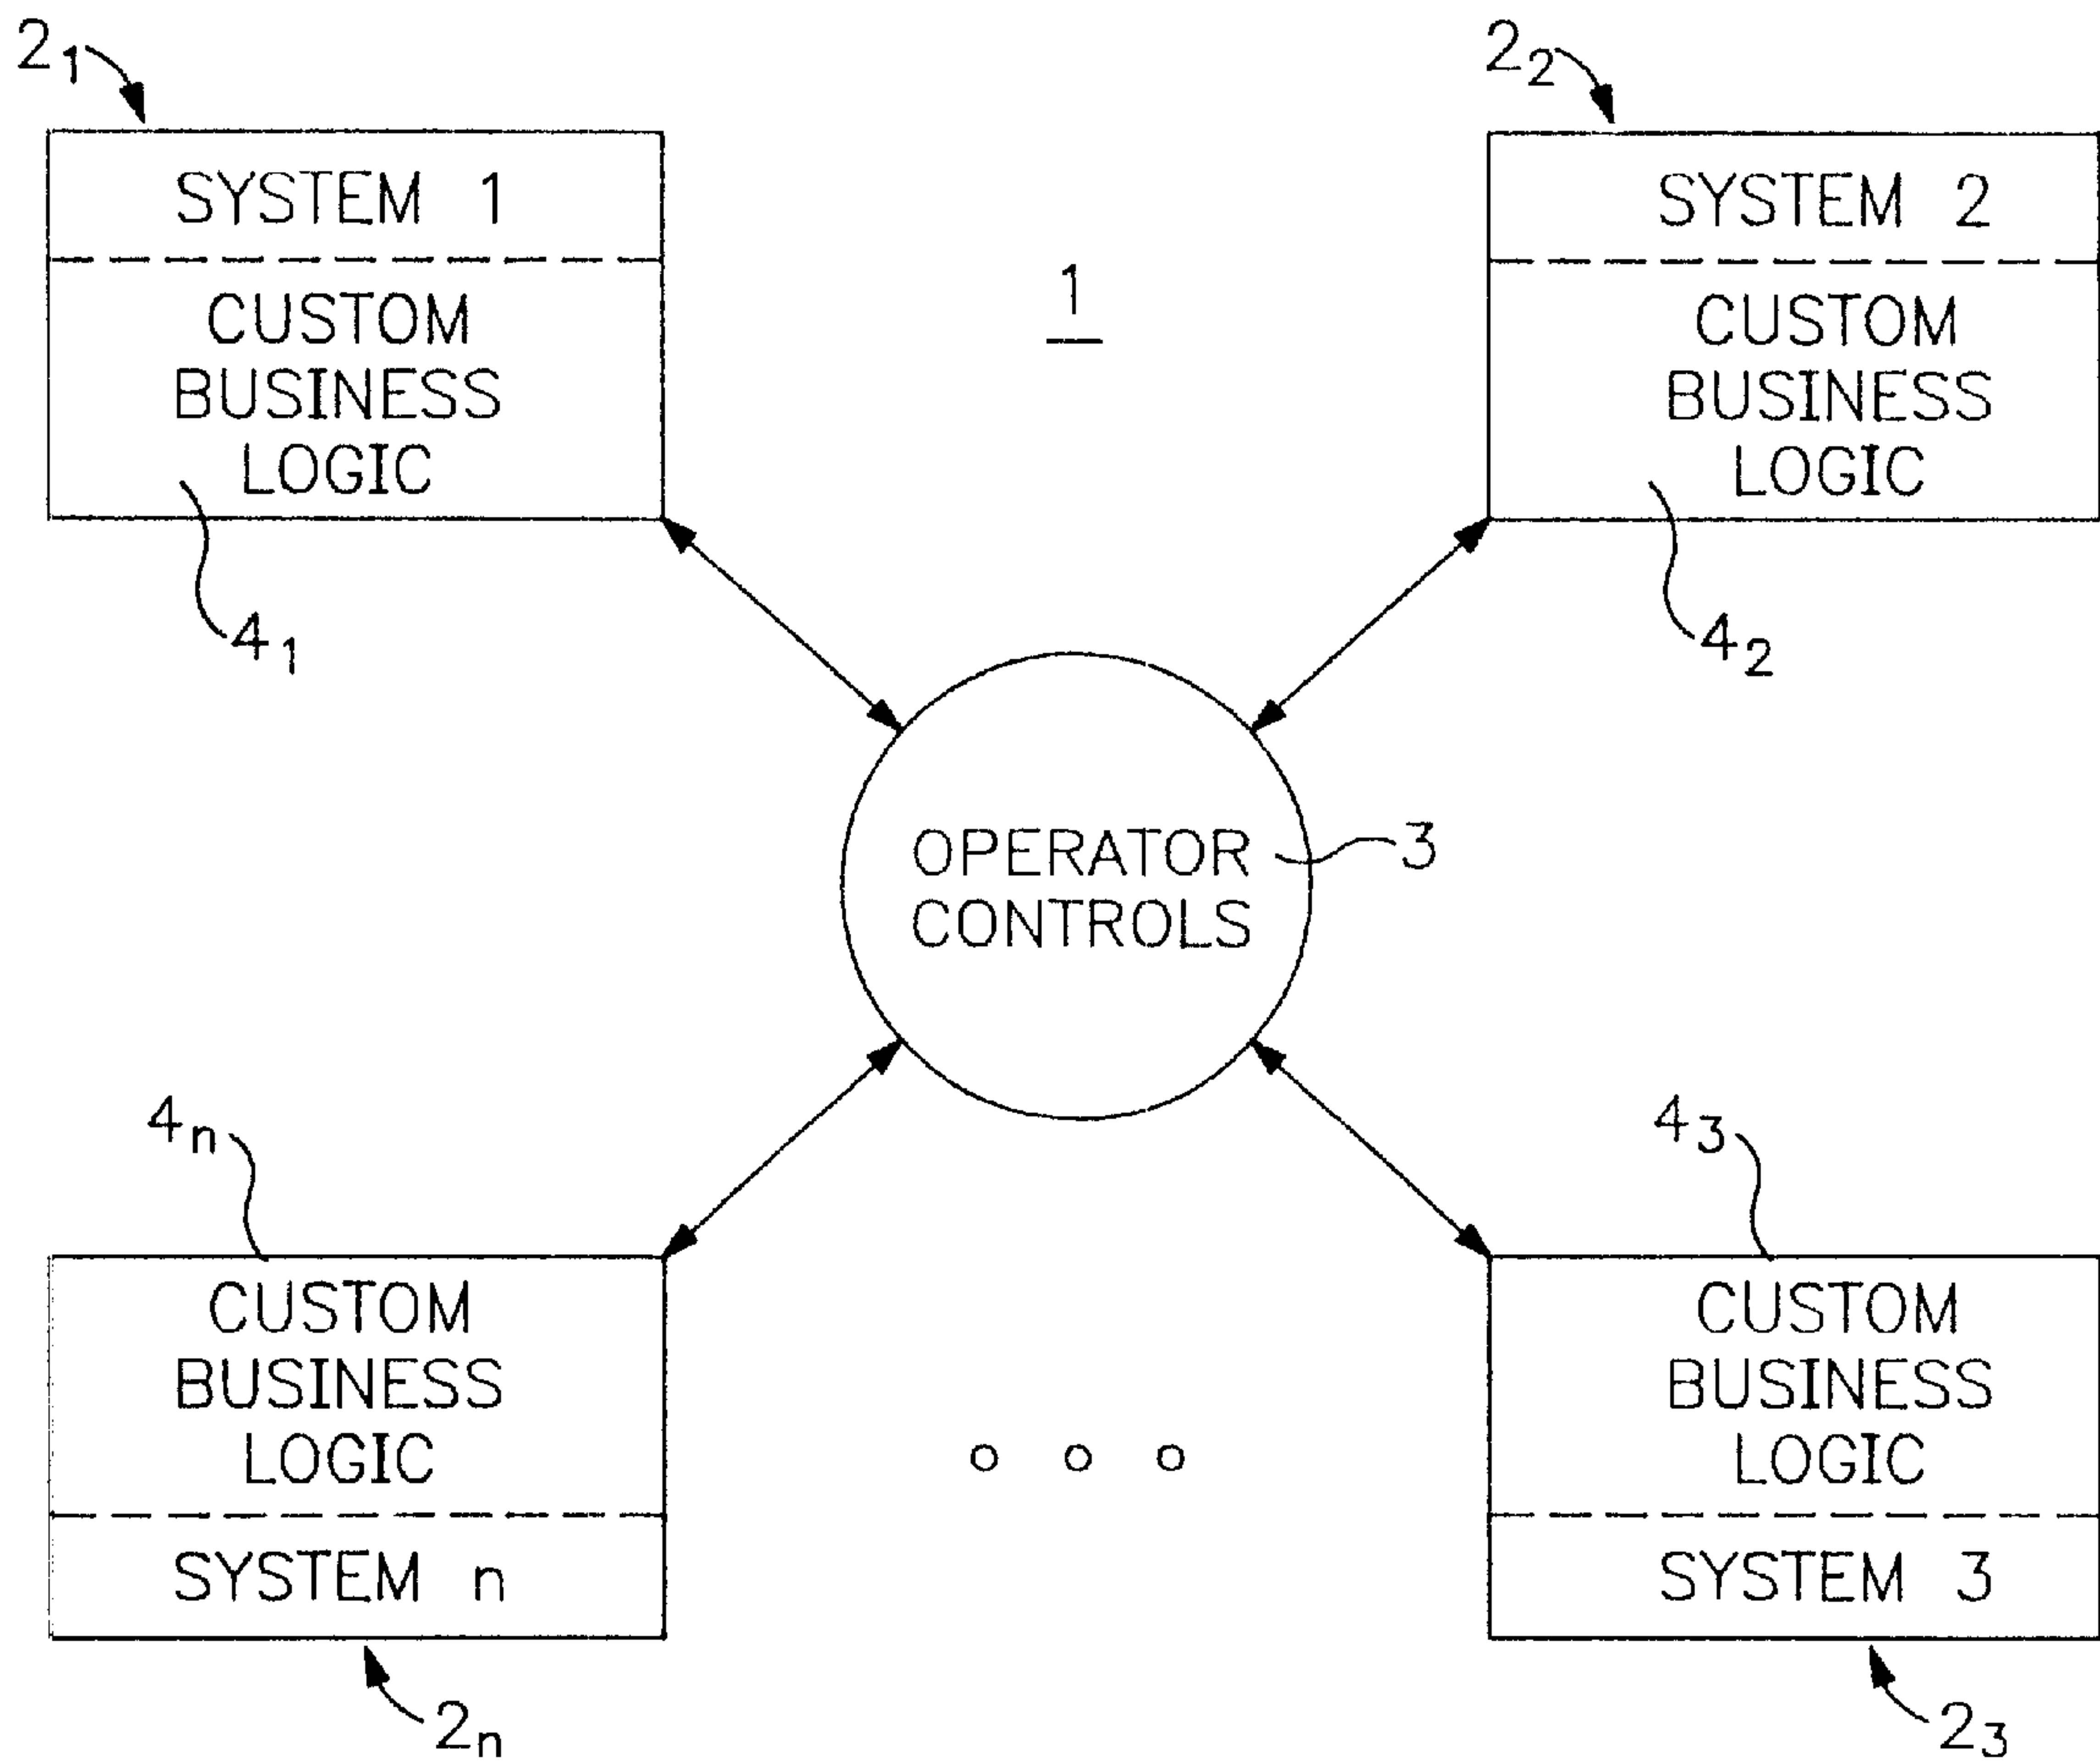 2₁
2₂
SYSTEM 1
SYSTEM 2
1
CUSTOM
BUSINESS
LOGIC
CUSTOM
BUSINESS
LOGIC
4₁
4₂
OPERATOR
CONTROLS
3
4ₙ
4₃
CUSTOM
BUSINESS
LOGIC
CUSTOM
BUSINESS
LOGIC
SYSTEM n
SYSTEM 3
2ₙ
2₃